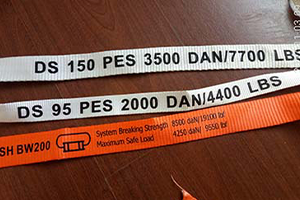 DS 150 PES 3500 DAN/7700 LBS
DS 95 PES 2000 DAN/4400 LBS
SH BW200
System Breaking Strength 8500 daN/19100 lbf
Maximum Safe Load 4250 daN/ 9550 lbf